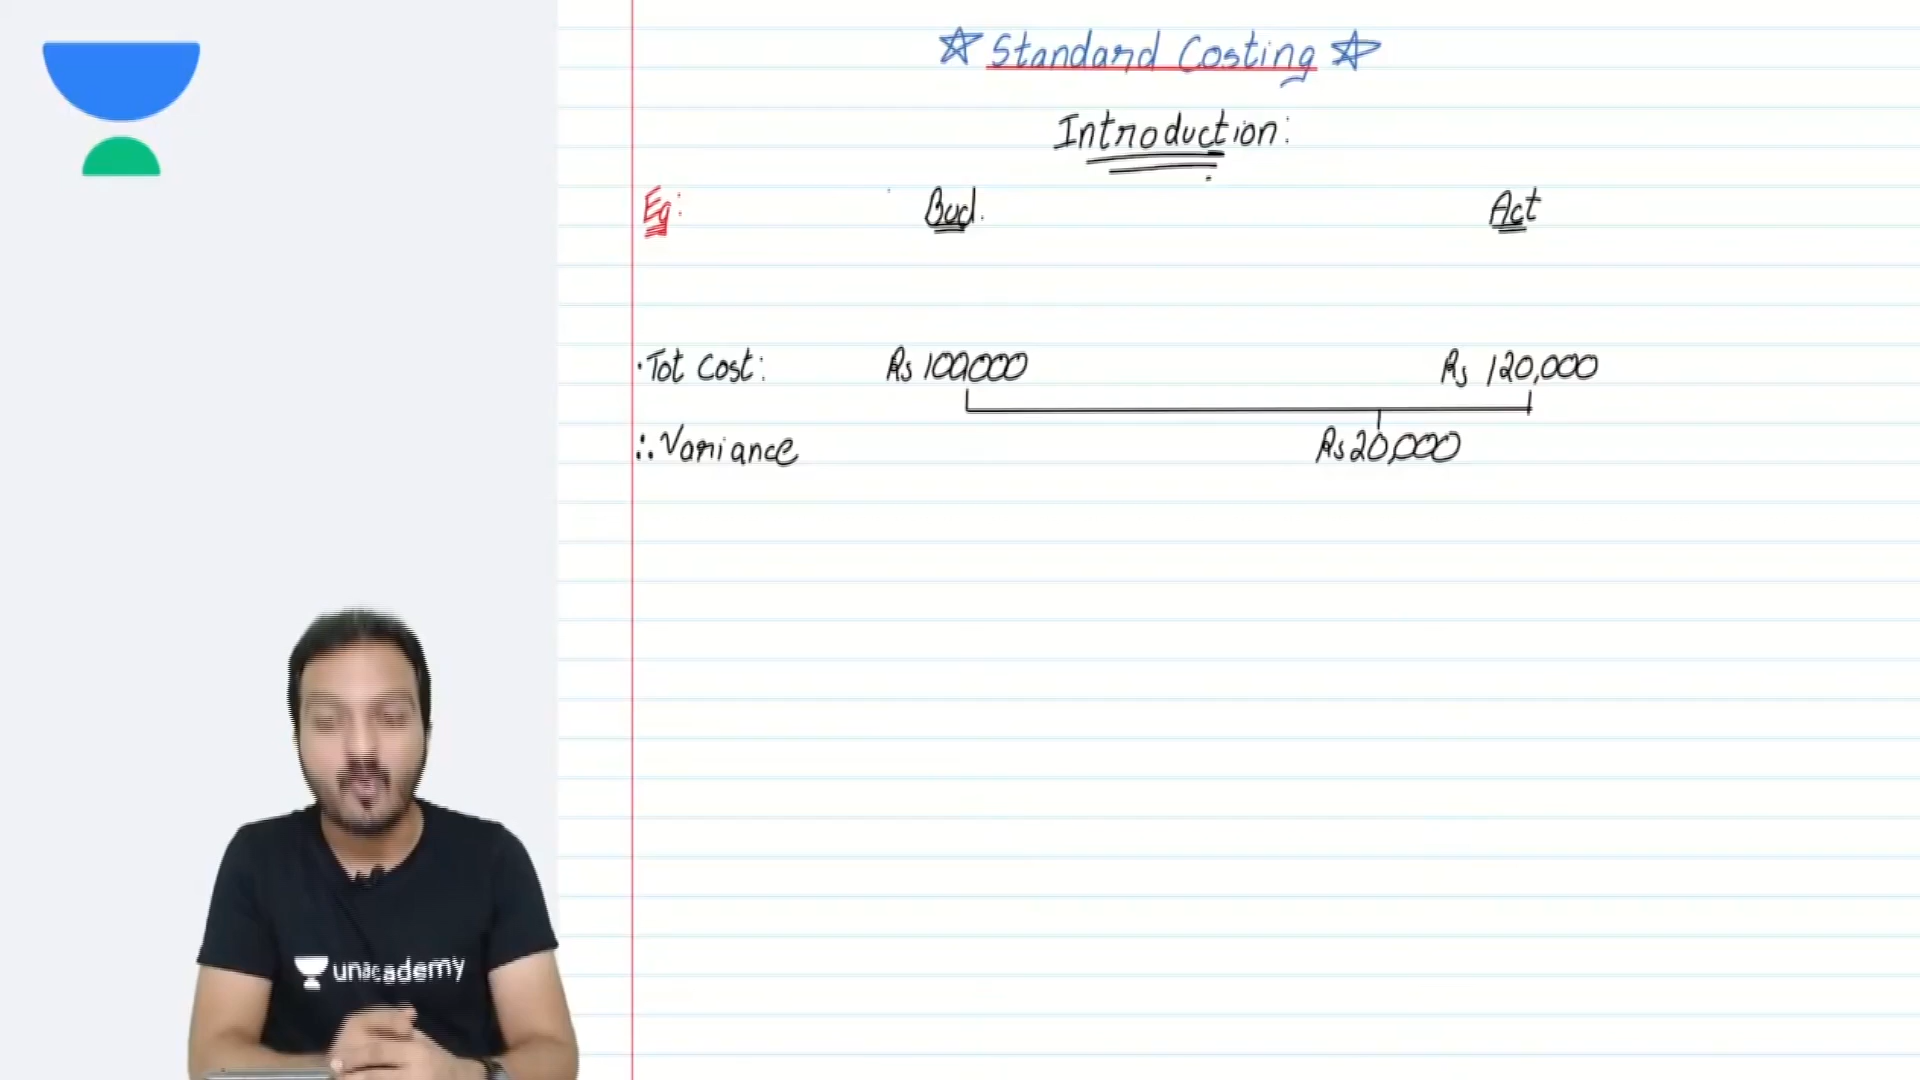 ☆ Standard Costing ☆
Introduction:
Eg: Bud. Act
·Tot Cost: Rs 100,000 Rs 120,000
∴ Variance Rs 20,000
unacademy